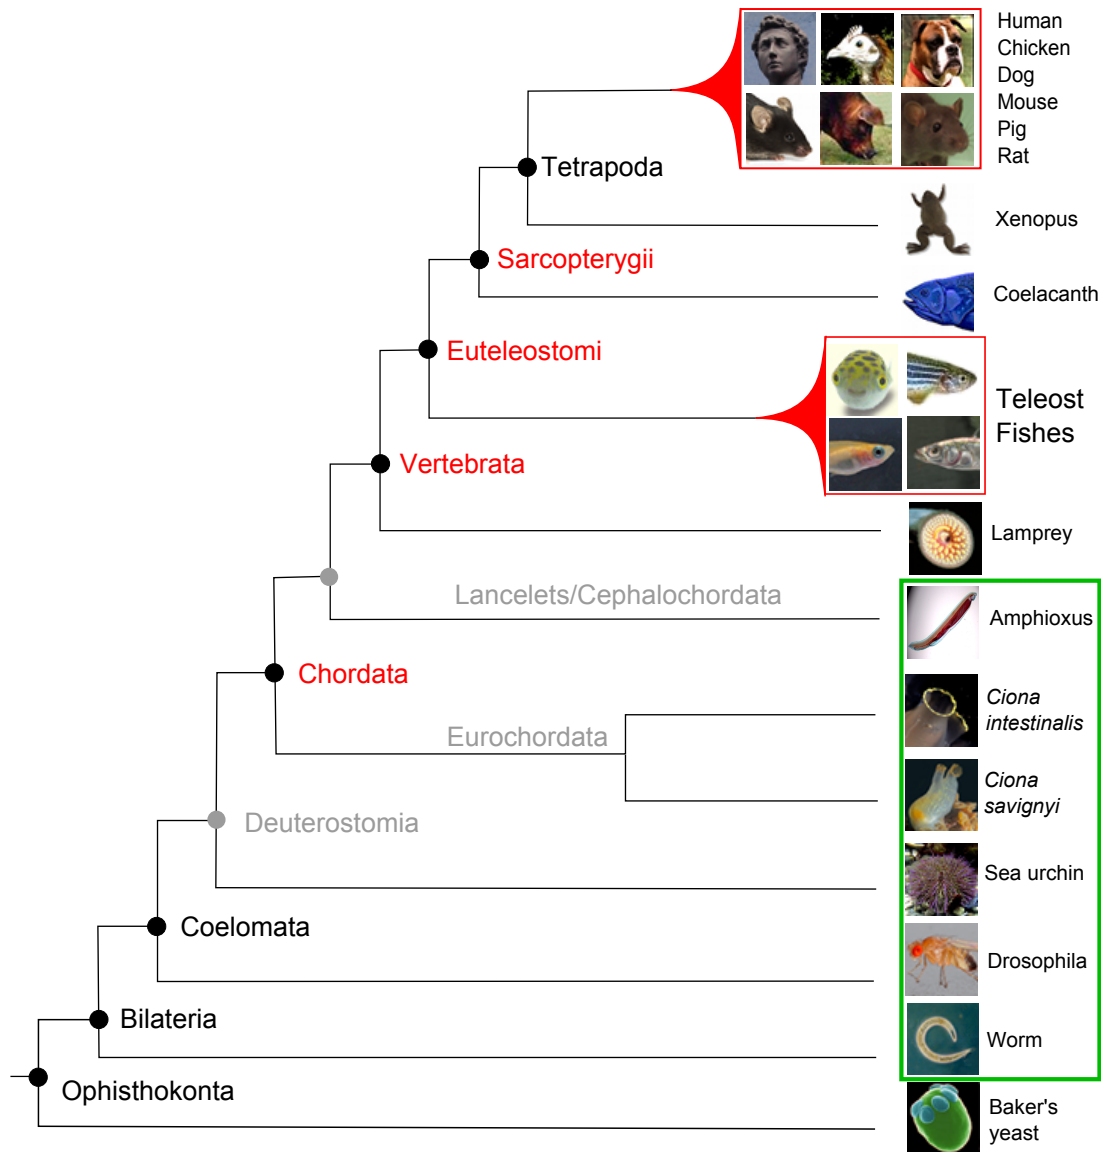 Human
Chicken
Dog
Mouse
Pig
Rat
Tetrapoda
Xenopus
Sarcopterygii
Coelacanth
Euteleostomi
Teleost
Fishes
Vertebrata
Lamprey
Lancelets/Cephalochordata
Amphioxus
Chordata
Ciona
intestinalis
Eurochordata
Ciona
savignyi
Deuterostomia
Sea urchin
Coelomata
Drosophila
Bilateria
Worm
Ophisthokonta
Baker's
yeast